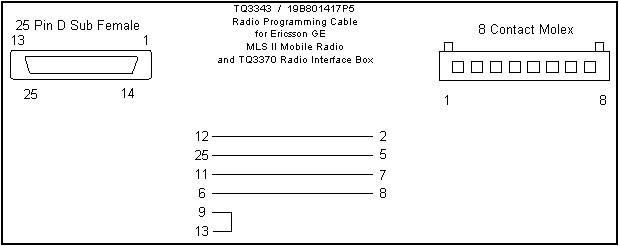 TQ3343 / 19B801417P5
Radio Programming Cable
for Ericsson GE
MLS II Mobile Radio
and TQ3370 Radio Interface Box
25 Pin D Sub Female
13 1
25 14
8 Contact Molex
1 8
12 2
25 5
11 7
6 8
9
13